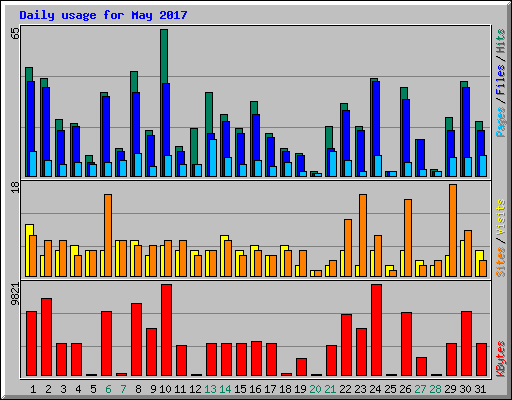 Daily usage for May 2017
65
Pages / Files / Hits
18
Sites / Visits
9821
KBytes
1 2 3 4 5 6 7 8 9 10 11 12 13 14 15 16 17 18 19 20 21 22 23 24 25 26 27 28 29 30 31